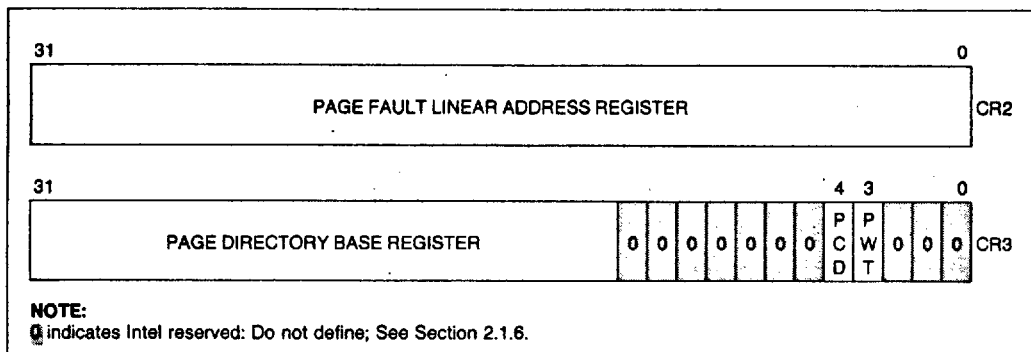 31 0
PAGE FAULT LINEAR ADDRESS REGISTER CR2
31 4 3 0
PAGE DIRECTORY BASE REGISTER 0 0 0 0 0 0 0 PCD PWT 0 0 0 CR3
NOTE:
0 indicates Intel reserved: Do not define; See Section 2.1.6.